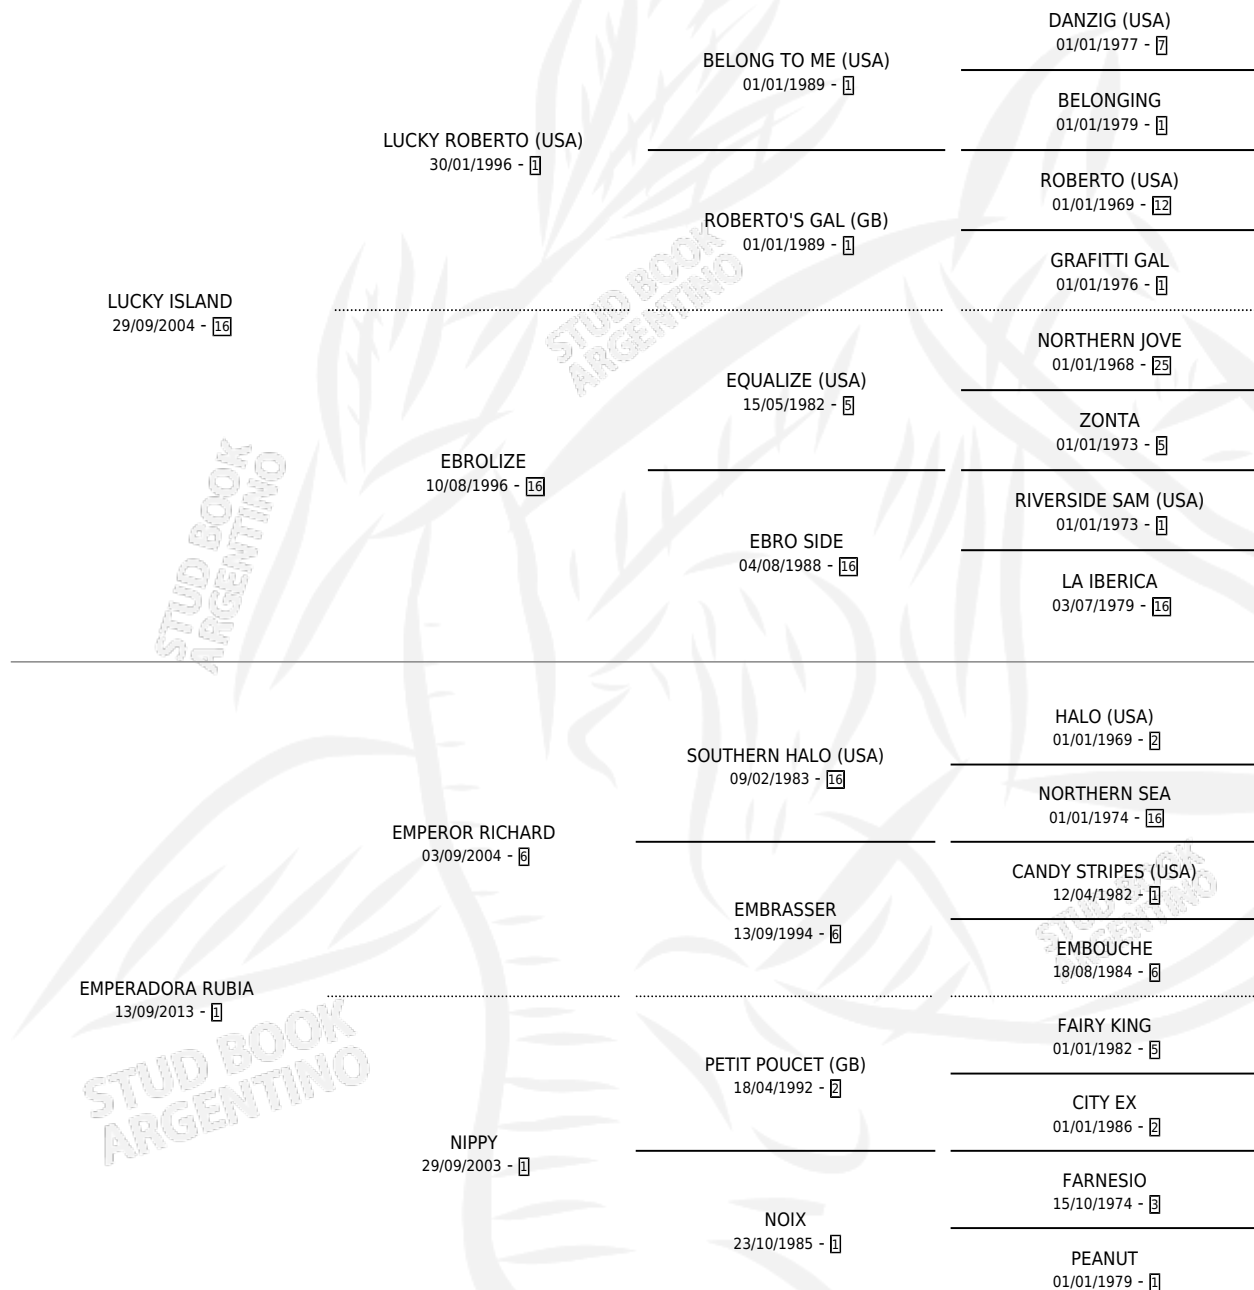 DANZIG (USA)
01/01/1977 - 7
BELONG TO ME (USA)
01/01/1989 - 1
BELONGING
01/01/1979 - 1
LUCKY ROBERTO (USA)
30/01/1996 - 1
ROBERTO (USA)
01/01/1969 - 12
ROBERTO'S GAL (GB)
01/01/1989 - 1
GRAFITTI GAL
01/01/1976 - 1
LUCKY ISLAND
29/09/2004 - 16
STUD BOOK
ARGENTINO
NORTHERN JOVE
01/01/1968 - 25
EQUALIZE (USA)
15/05/1982 - 5
ZONTA
01/01/1973 - 5
EBROLIZE
10/08/1996 - 16
RIVERSIDE SAM (USA)
01/01/1973 - 1
EBRO SIDE
04/08/1988 - 16
LA IBERICA
03/07/1979 - 16
STUD BOOK
ARGENTINO
HALO (USA)
01/01/1969 - 2
SOUTHERN HALO (USA)
09/02/1983 - 16
NORTHERN SEA
01/01/1974 - 16
EMPEROR RICHARD
03/09/2004 - 6
CANDY STRIPES (USA)
12/04/1982 - 1
EMBRASSER
13/09/1994 - 6
STUD BOOK
ARGENTINO
EMBOUCHE
18/08/1984 - 6
EMPERADORA RUBIA
13/09/2013 - 1
STUD BOOK
ARGENTINO
FAIRY KING
01/01/1982 - 5
PETIT POUCET (GB)
18/04/1992 - 2
CITY EX
01/01/1986 - 2
NIPPY
29/09/2003 - 1
FARNESIO
15/10/1974 - 3
NOIX
23/10/1985 - 1
PEANUT
01/01/1979 - 1